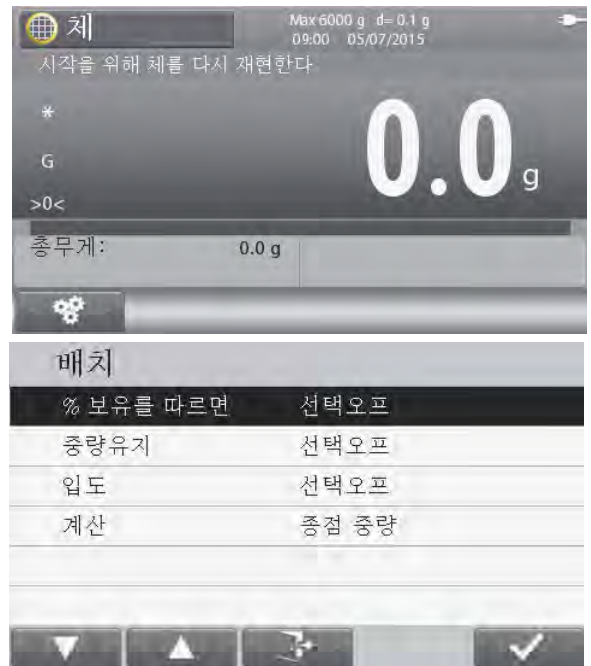 체 Max 6000 g d= 0.1 g
09:00 05/07/2015
시작을 위해 체를 다시 재현한다
*
G
>0<
0.0 g
총무게: 0.0 g
배치
% 보유를 따르면 선택오프
중량유지 선택오프
입도 선택오프
계산 종점 중량